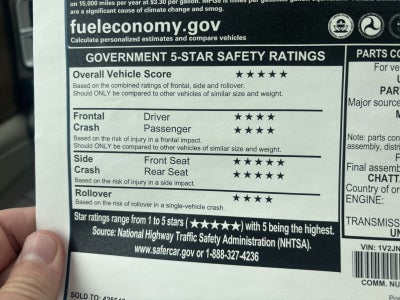 on 15,000 miles per year at $3.30 per gallon.
are a significant cause of climate change and smog.
fueleconomy.gov
Calculate personalized estimates and compare vehicles
GOVERNMENT 5-STAR SAFETY RATINGS
Overall Vehicle Score ★★★★★
Based on the combined ratings of frontal, side and rollover.
Should ONLY be compared to other vehicles of similar size and weight.
Frontal Driver ★★★★
Crash Passenger ★★★★
Based on the risk of injury in a frontal impact.
Should ONLY be compared to other vehicles of similar size and weight.
Side Front Seat ★★★★★
Crash Rear Seat ★★★★★
Based on the risk of injury in a side impact.
Rollover ★★★★
Based on the risk of rollover in a single-vehicle crash.
Star ratings range from 1 to 5 stars (★★★★★) with 5 being the highest.
Source: National Highway Traffic Safety Administration (NHTSA).
www.safercar.gov or 1-888-327-4236
PARTS CO
For ve
U.
PAR
Major source
M
Note: parts con
assembly, distri
F
Final assemb
CHATT
Country of or
ENGINE:
TRANSMISS
UN
VIN: 1V2JN
COMM. NU
SOLD TO: